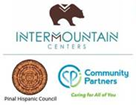 INTERMOUNTAIN
CENTERS
Community
Partners
Caring for All of You
Pinal Hispanic Council